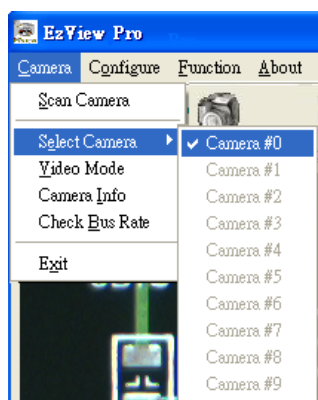 EzView Pro
Camera Configure Function About
Scan Camera
Select Camera
Video Mode
Camera Info
Check Bus Rate
Exit
Camera #0
Camera #1
Camera #2
Camera #3
Camera #4
Camera #5
Camera #6
Camera #7
Camera #8
Camera #9